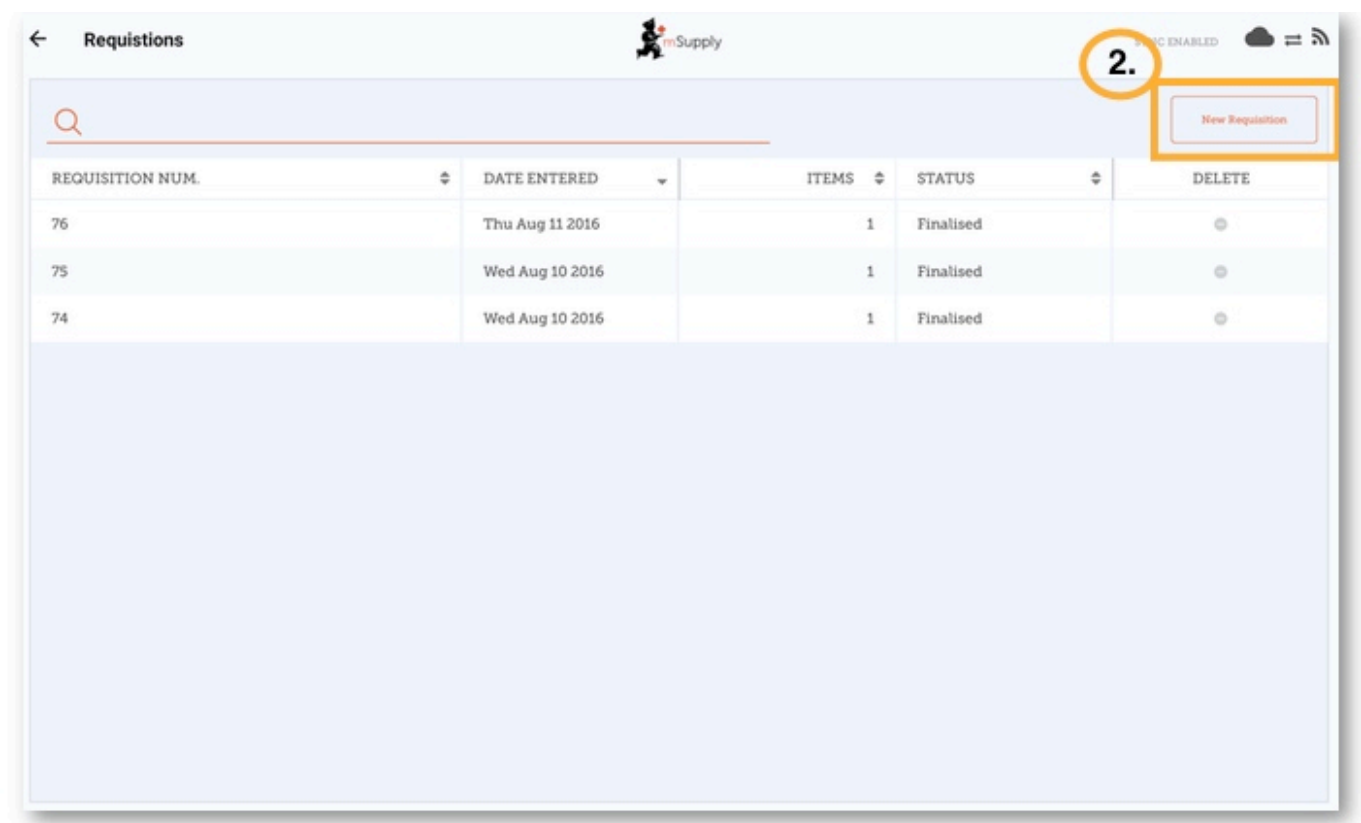 Requistions
mSupply
ENABLED
2.
New Requisition
REQUISITION NUM. DATE ENTERED ITEMS STATUS DELETE
76 Thu Aug 11 2016 1 Finalised
75 Wed Aug 10 2016 1 Finalised
74 Wed Aug 10 2016 1 Finalised